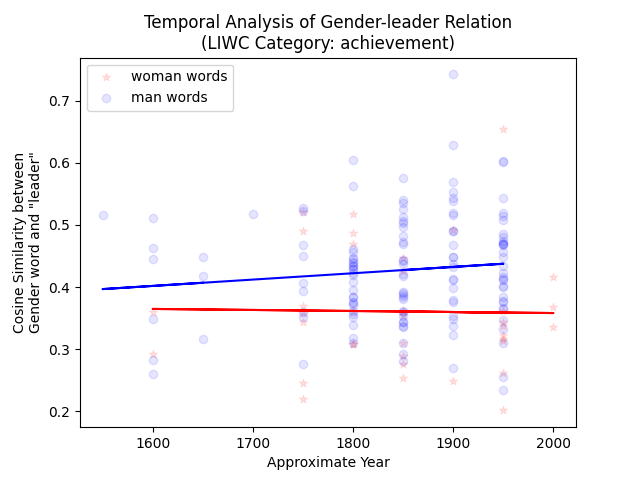 Temporal Analysis of Gender-leader Relation
(LIWC Category: achievement)
woman words
man words
0.7
0.6
0.5
0.4
0.3
0.2
Cosine Similarity between
Gender word and "leader"
1600
1700
1800
1900
2000
Approximate Year